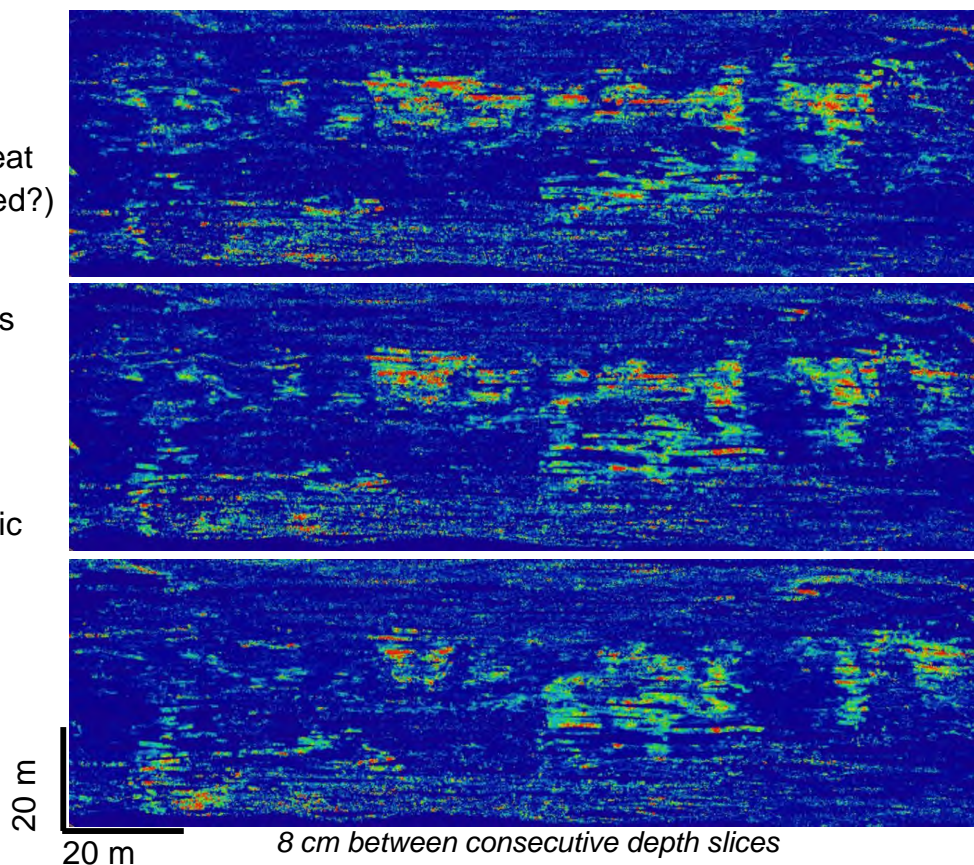 eat
ed?)
s
ic
20 m
20 m
8 cm between consecutive depth slices